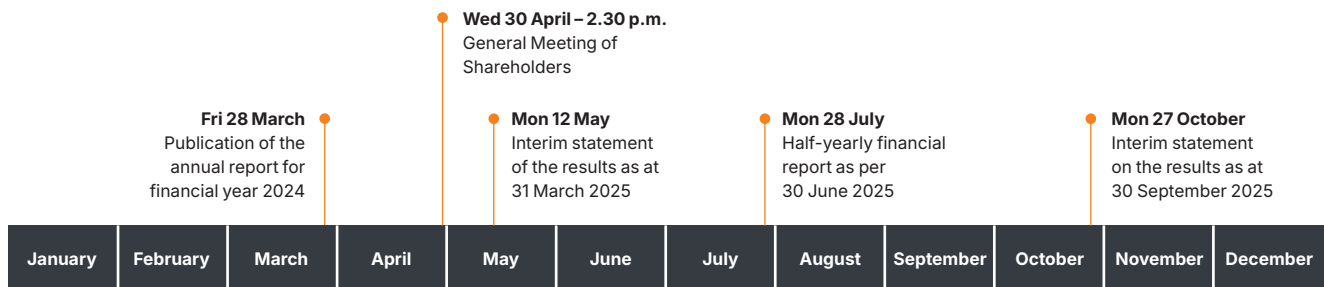 Wed 30 April – 2.30 p.m.
General Meeting of
Shareholders
Fri 28 March
Publication of the
annual report for
financial year 2024
Mon 12 May
Interim statement
of the results as at
31 March 2025
Mon 28 July
Half-yearly financial
report as per
30 June 2025
Mon 27 October
Interim statement
on the results as at
30 September 2025
January February March April May June July August September October November December